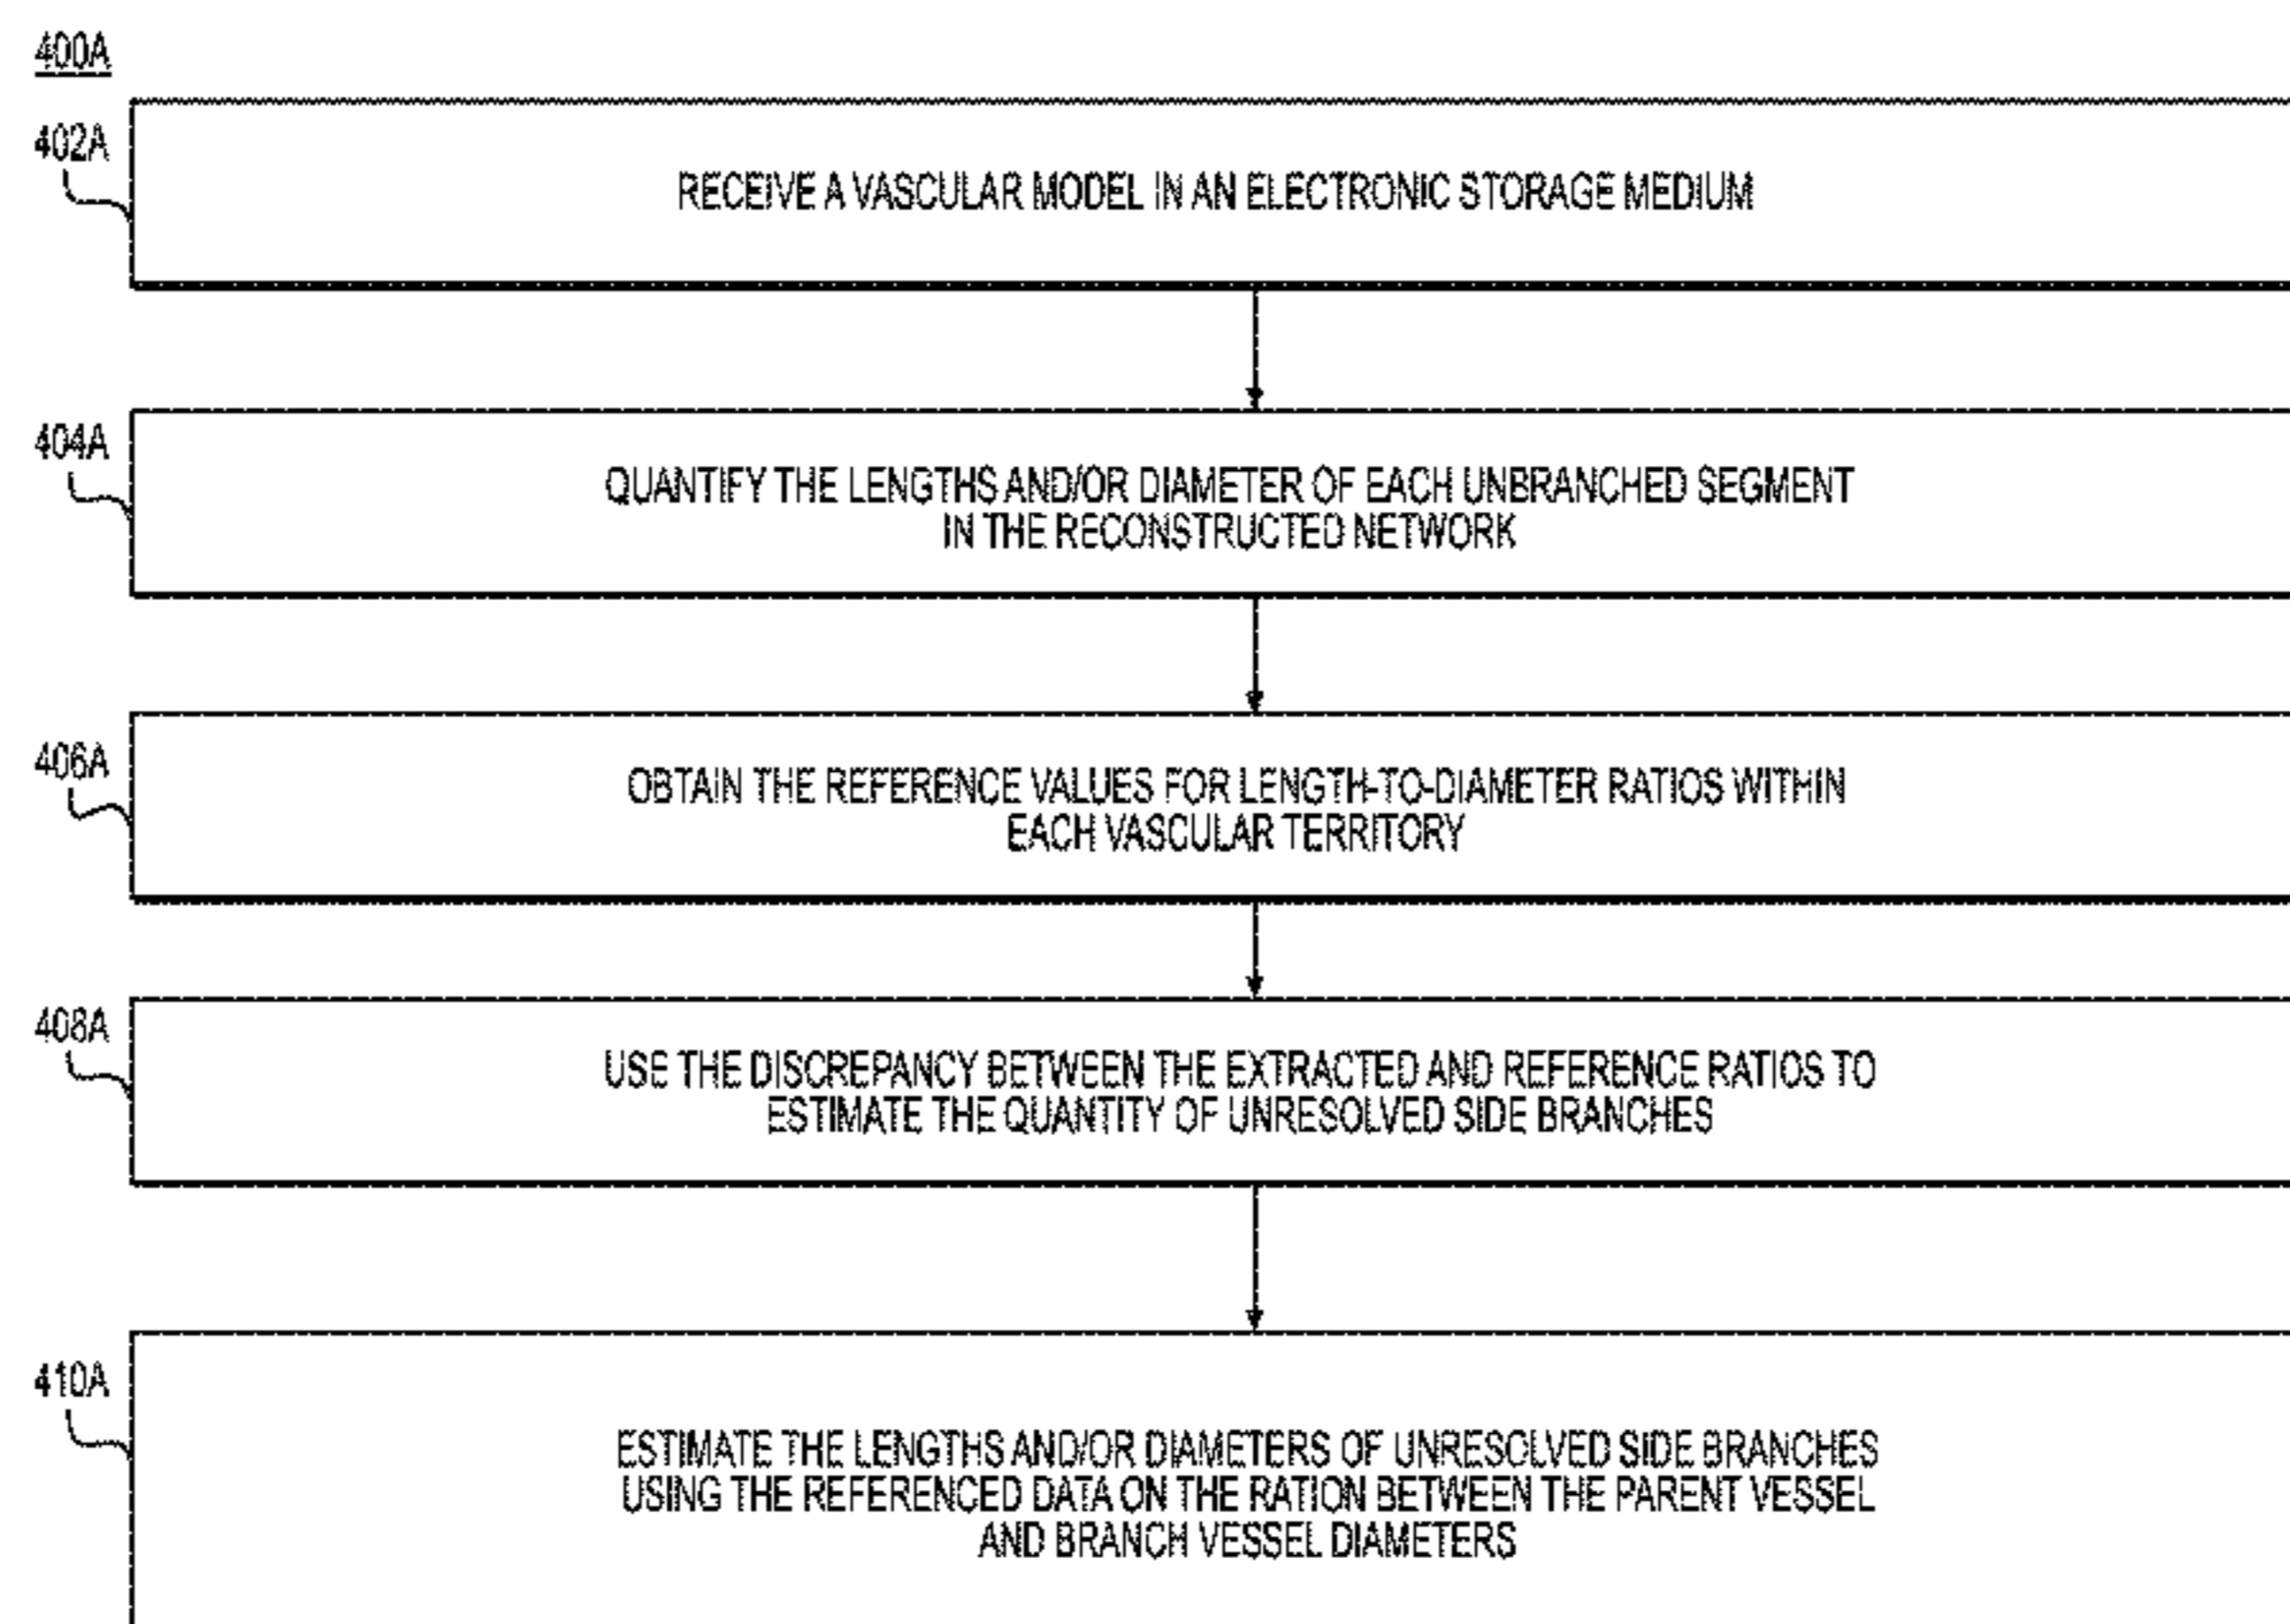 400A
402A
RECEIVE A VASCULAR MODEL IN AN ELECTRONIC STORAGE MEDIUM
404A
QUANTIFY THE LENGTHS AND/OR DIAMETER OF EACH UNBRANCHED SEGMENT
IN THE RECONSTRUCTED NETWORK
406A
OBTAIN THE REFERENCE VALUES FOR LENGTH-TO-DIAMETER RATIOS WITHIN
EACH VASCULAR TERRITORY
408A
USE THE DISCREPANCY BETWEEN THE EXTRACTED AND REFERENCE RATIOS TO
ESTIMATE THE QUANTITY OF UNRESOLVED SIDE BRANCHES
410A
ESTIMATE THE LENGTHS AND/OR DIAMETERS OF UNRESOLVED SIDE BRANCHES
USING THE REFERENCED DATA ON THE RATION BETWEEN THE PARENT VESSEL
AND BRANCH VESSEL DIAMETERS